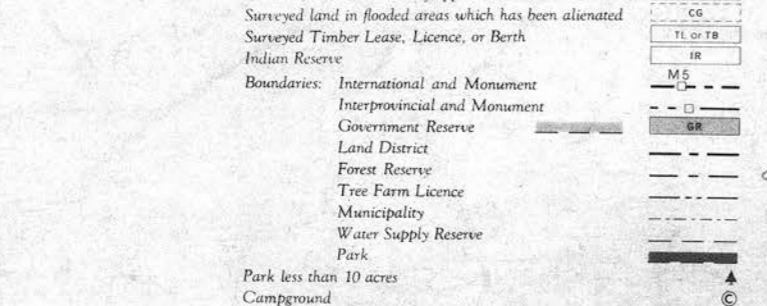 Surveyed land in flooded areas which has been alienated CG
Surveyed Timber Lease, Licence, or Berth TL or TB
Indian Reserve IR
Boundaries: International and Monument M5
Interprovincial and Monument
Government Reserve GR
Land District
Forest Reserve
Tree Farm Licence
Municipality
Water Supply Reserve
Park
Park less than 10 acres
Campground ©